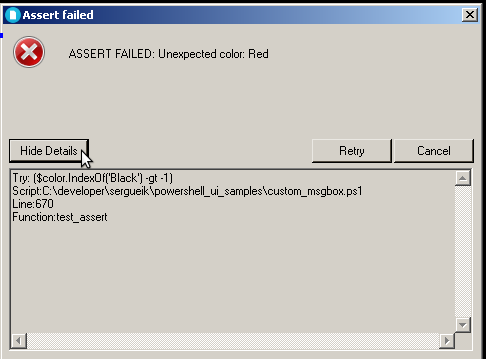 Assert failed
ASSERT FAILED: Unexpected color: Red
Hide Details
Retry
Cancel
Try: ($color.IndexOf('Black') -gt -1)
Script:C:\developer\sergueik\powershell_ui_samples\custom_msgbox.ps1
Line:670
Function:test_assert